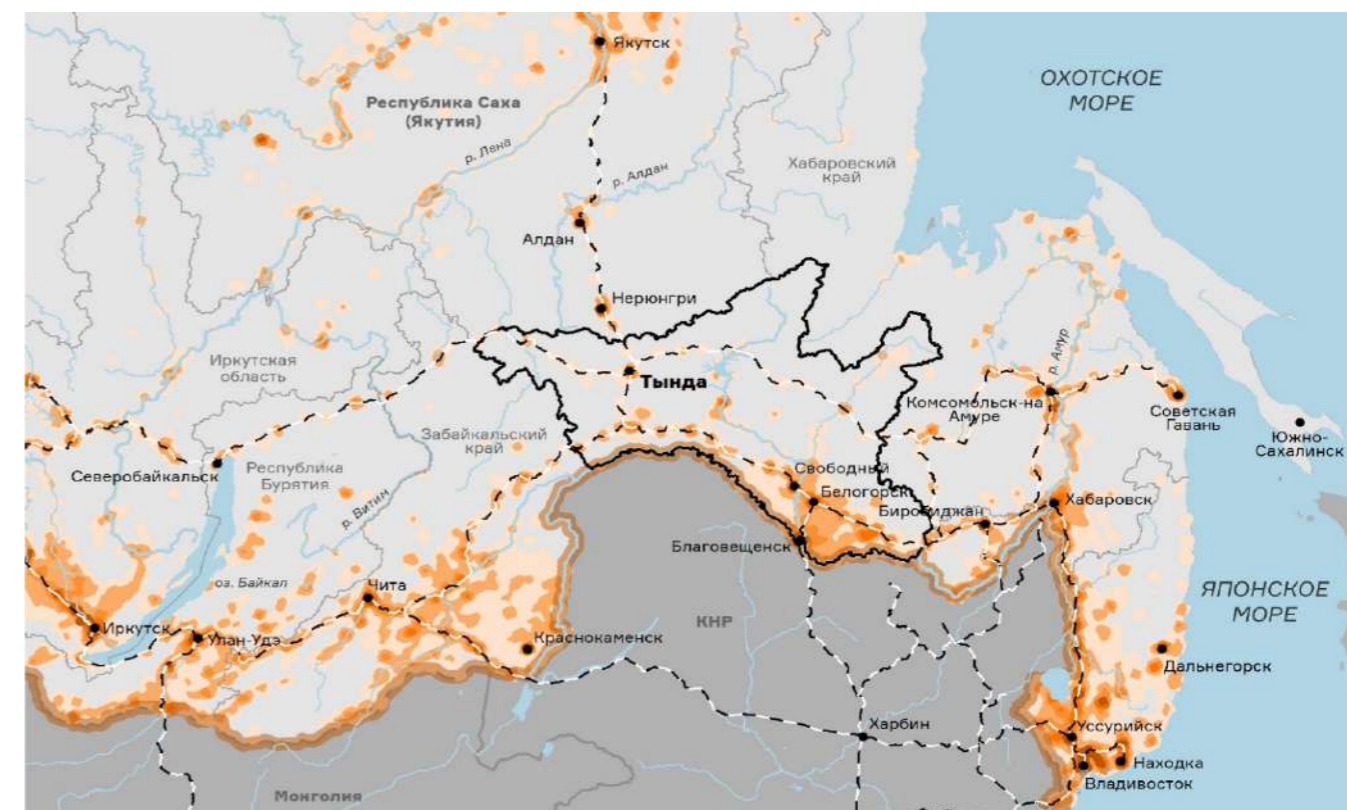 Якутск
ОХОТСКОЕ
МОРЕ
Республика Саха
(Якутия)
р. Лена
р. Алдан
Хабаровский
край
Алдан
Нерюнгри
Иркутская
область
р. Амур
Тында
Комсомольск-на
Амуре
Советская
Гавань
Забайкальский
край
Южно-
Сахалинск
Северобайкальск
Республика
Бурятия
Свободный
Белогорск
р. Витим
Биробиджан
Хабаровск
Благовещенск
оз. Байкал
Чита
ЯПОНСКОЕ
МОРЕ
Иркутск
Улан-Удэ
КНР
Краснокаменск
Дальнегорск
Харбин
Уссурийск
Находка
Владивосток
Монголия